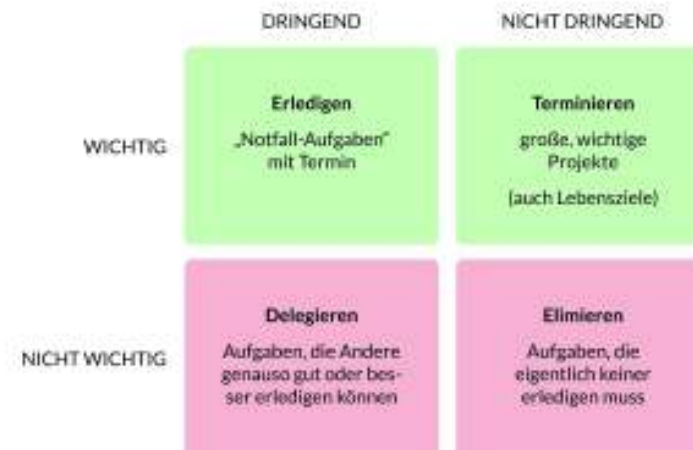 DRINGEND
NICHT DRINGEND
WICHTIG
Erledigen
„Notfall-Aufgaben“
mit Termin
Terminieren
große, wichtige
Projekte
(auch Lebensziele)
NICHT WICHTIG
Delegieren
Aufgaben, die Andere
genauso gut oder bes-
ser erledigen können
Elimieren
Aufgaben, die
eigentlich keiner
erledigen muss